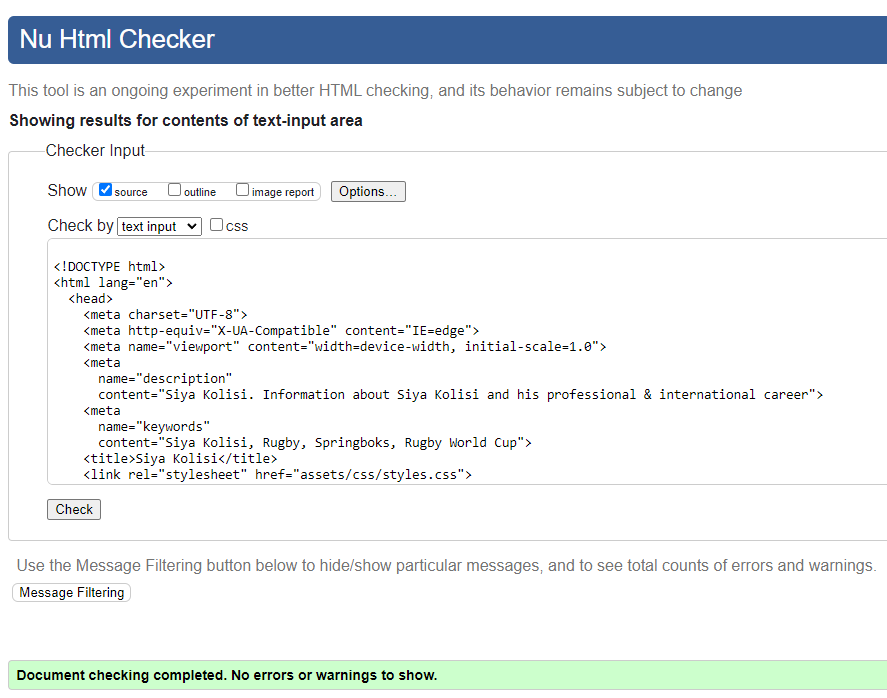 Nu Html Checker
This tool is an ongoing experiment in better HTML checking, and its behavior remains subject to change
Showing results for contents of text-input area
Checker Input
Show source outline image report Options...
Check by text input css
<!DOCTYPE html>
<html lang="en">
  <head>
    <meta charset="UTF-8">
    <meta http-equiv="X-UA-Compatible" content="IE=edge">
    <meta name="viewport" content="width=device-width, initial-scale=1.0">
    <meta
      name="description"
      content="Siya Kolisi. Information about Siya Kolisi and his professional & international career">
    <meta
      name="keywords"
      content="Siya Kolisi, Rugby, Springboks, Rugby World Cup">
    <title>Siya Kolisi</title>
    <link rel="stylesheet" href="assets/css/styles.css">
Check
Use the Message Filtering button below to hide/show particular messages, and to see total counts of errors and warnings.
Message Filtering
Document checking completed. No errors or warnings to show.